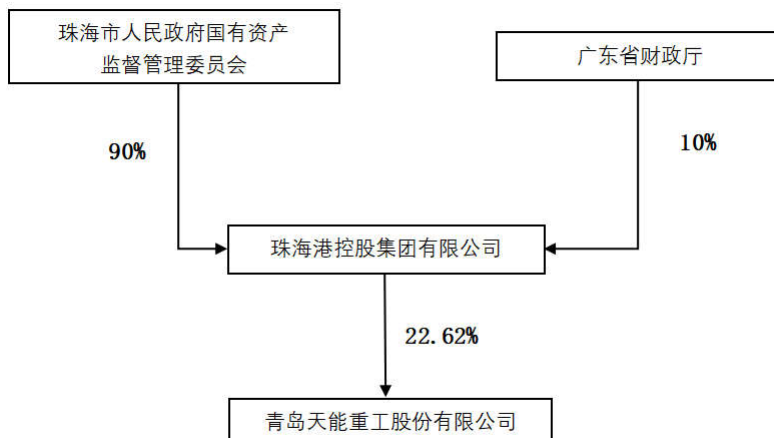 珠海市人民政府国有资产
监督管理委员会
广东省财政厅
90%
10%
珠海港控股集团有限公司
22.62%
青岛天能重工股份有限公司